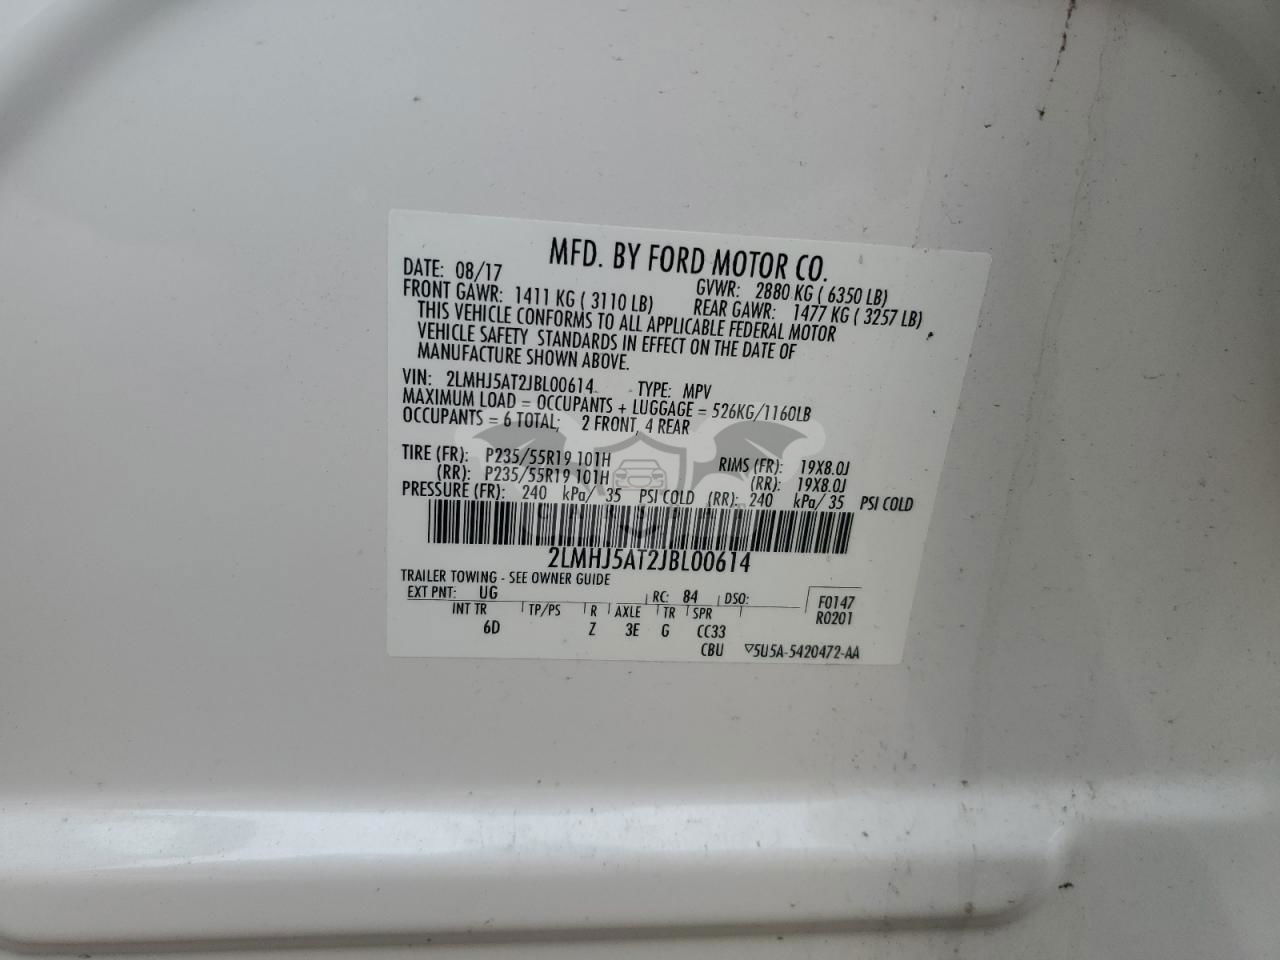 MFD. BY FORD MOTOR CO.
DATE: 08/17 GVWR: 2880 KG ( 6350 LB)
FRONT GAWR: 1411 KG ( 3110 LB) REAR GAWR: 1477 KG ( 3257 LB)
THIS VEHICLE CONFORMS TO ALL APPLICABLE FEDERAL MOTOR
VEHICLE SAFETY STANDARDS IN EFFECT ON THE DATE OF
MANUFACTURE SHOWN ABOVE.
VIN: 2LMHJ5AT2JBL00614 TYPE: MPV
MAXIMUM LOAD = OCCUPANTS + LUGGAGE = 526KG/1160LB
OCCUPANTS = 6 TOTAL; 2 FRONT, 4 REAR
TIRE (FR): P235/55R19 101H RIMS (FR): 19X8.0J
(RR): P235/55R19 101H (RR): 19X8.0J
PRESSURE (FR): 240 kPa/ 35 PSI COLD (RR): 240 kPa/ 35 PSI COLD
2LMHJ5AT2JBL00614
TRAILER TOWING - SEE OWNER GUIDE
EXT PNT: UG RC: 84 DSO:
F0147
R0201
INT TR TP/PS R AXLE TR SPR
6D Z 3E G CC33
CBU ▽5U5A-5420472-AA